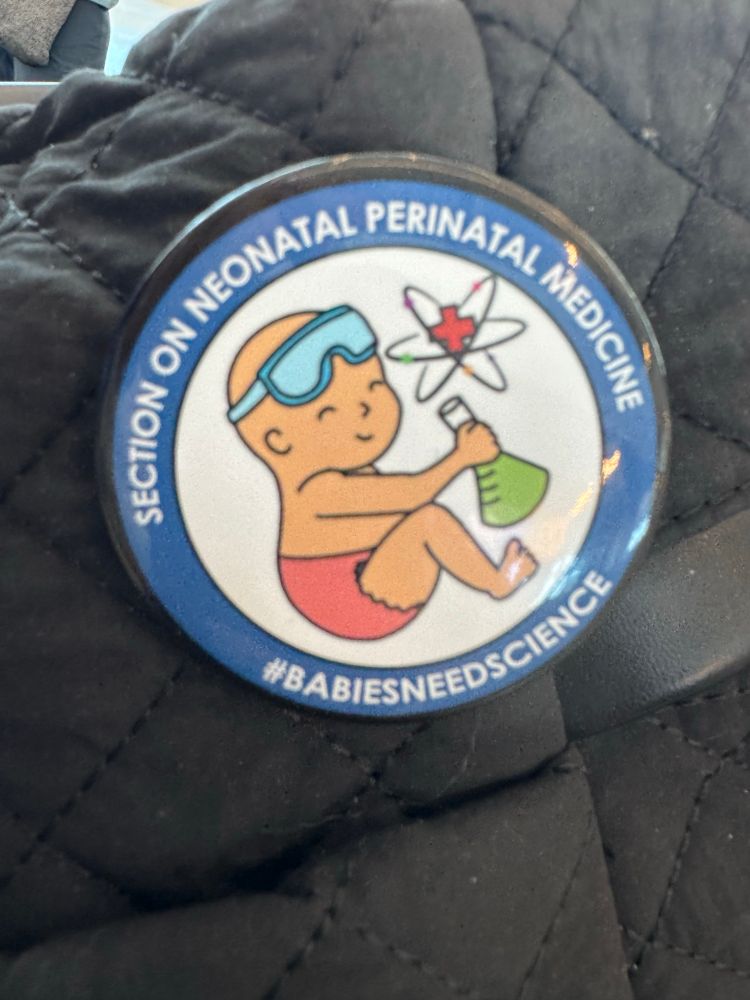 SECTION ON NEONATAL PERINATAL MEDICINE
#BABIESNEEDSCIENCE